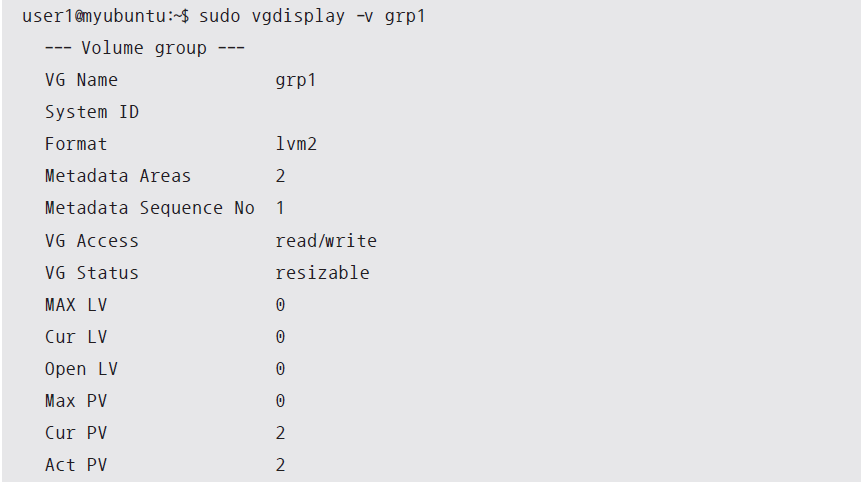 user1@myubuntu:~$ sudo vgdisplay -v grp1
--- Volume group ---
VG Name grp1
System ID
Format lvm2
Metadata Areas 2
Metadata Sequence No 1
VG Access read/write
VG Status resizable
MAX LV 0
Cur LV 0
Open LV 0
Max PV 0
Cur PV 2
Act PV 2